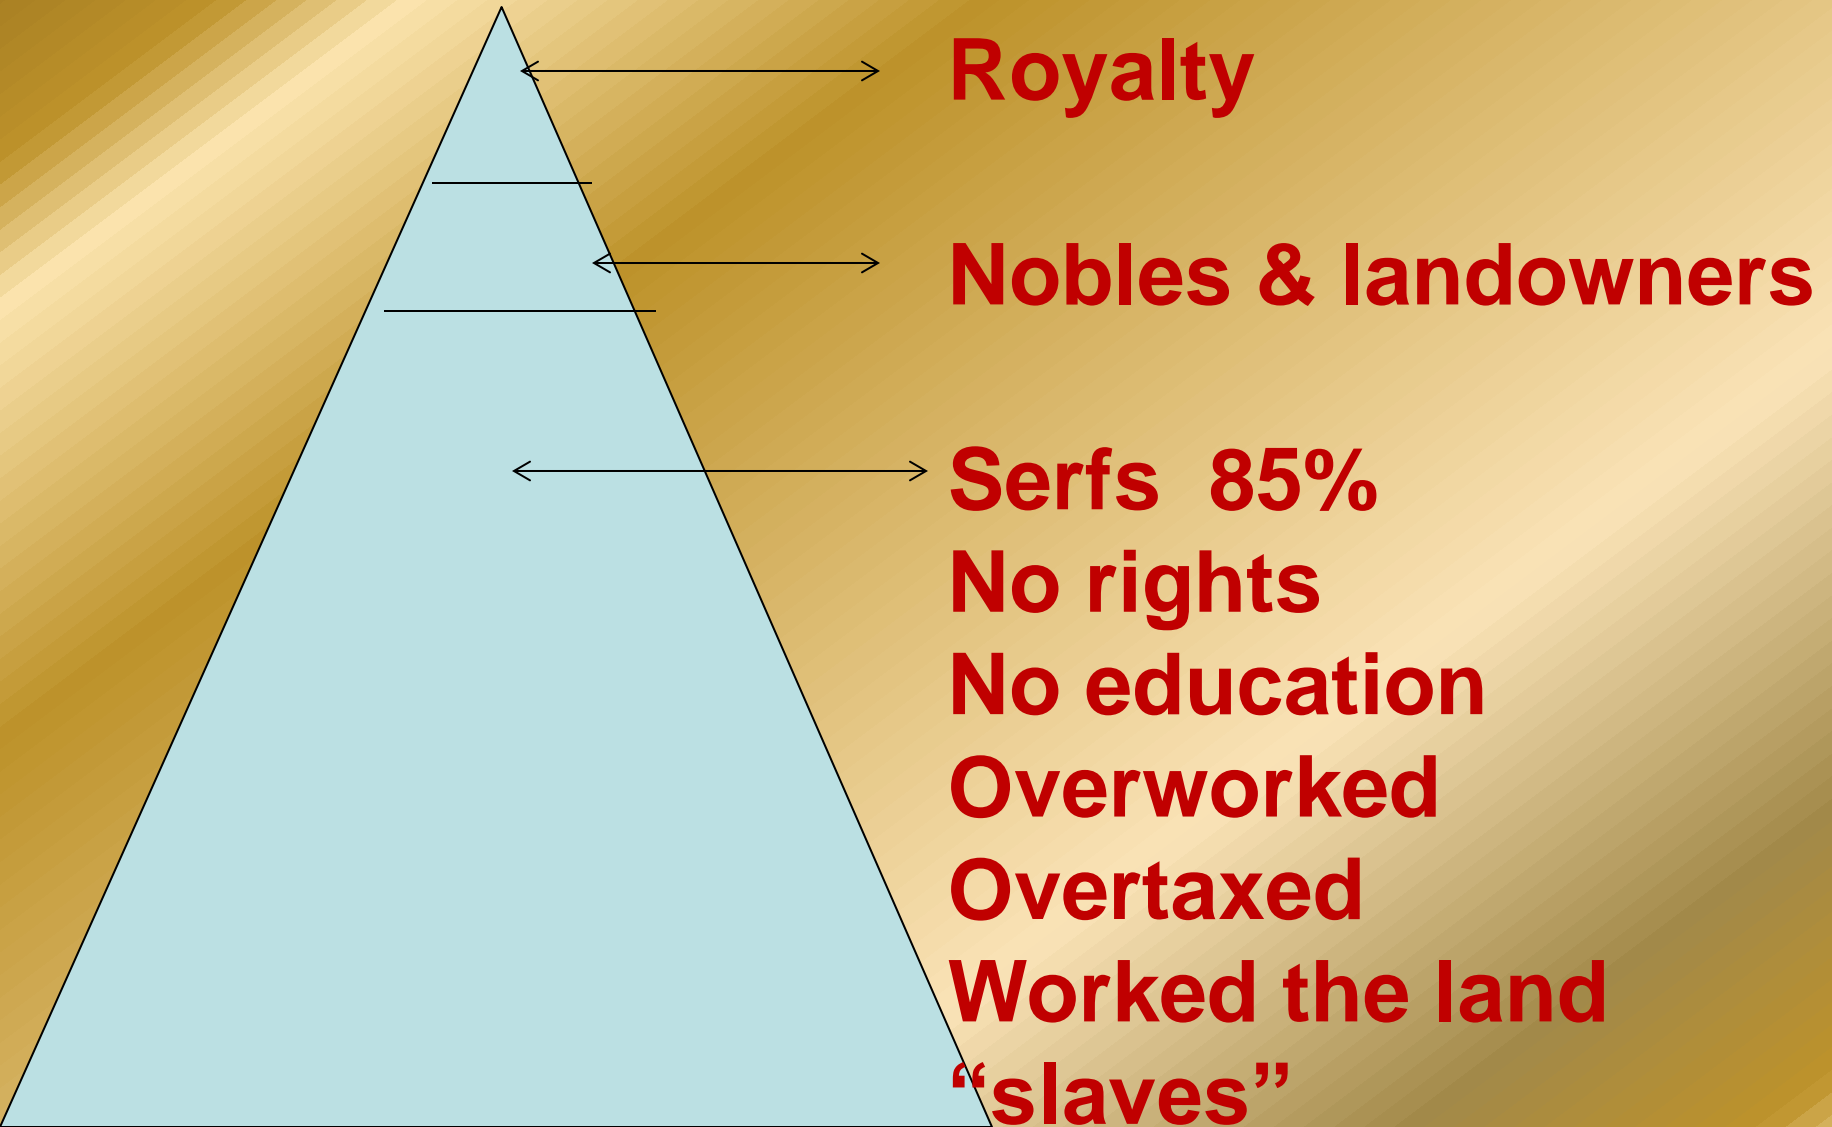 Royalty
Nobles & landowners
Serfs  85%
No rights
No education
Overworked
Overtaxed
Worked the land
“slaves”